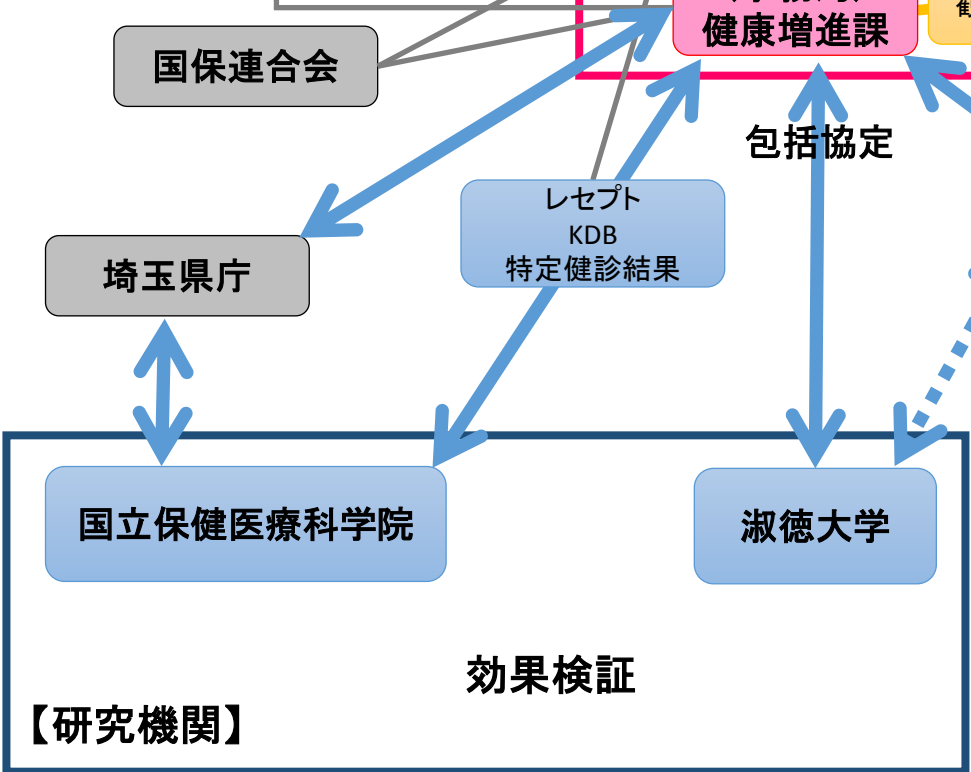 健康増進課
国保連合会
包括協定
レセプト
KDB
特定健診結果
埼玉県庁
国立保健医療科学院
淑徳大学
効果検証
【研究機関】